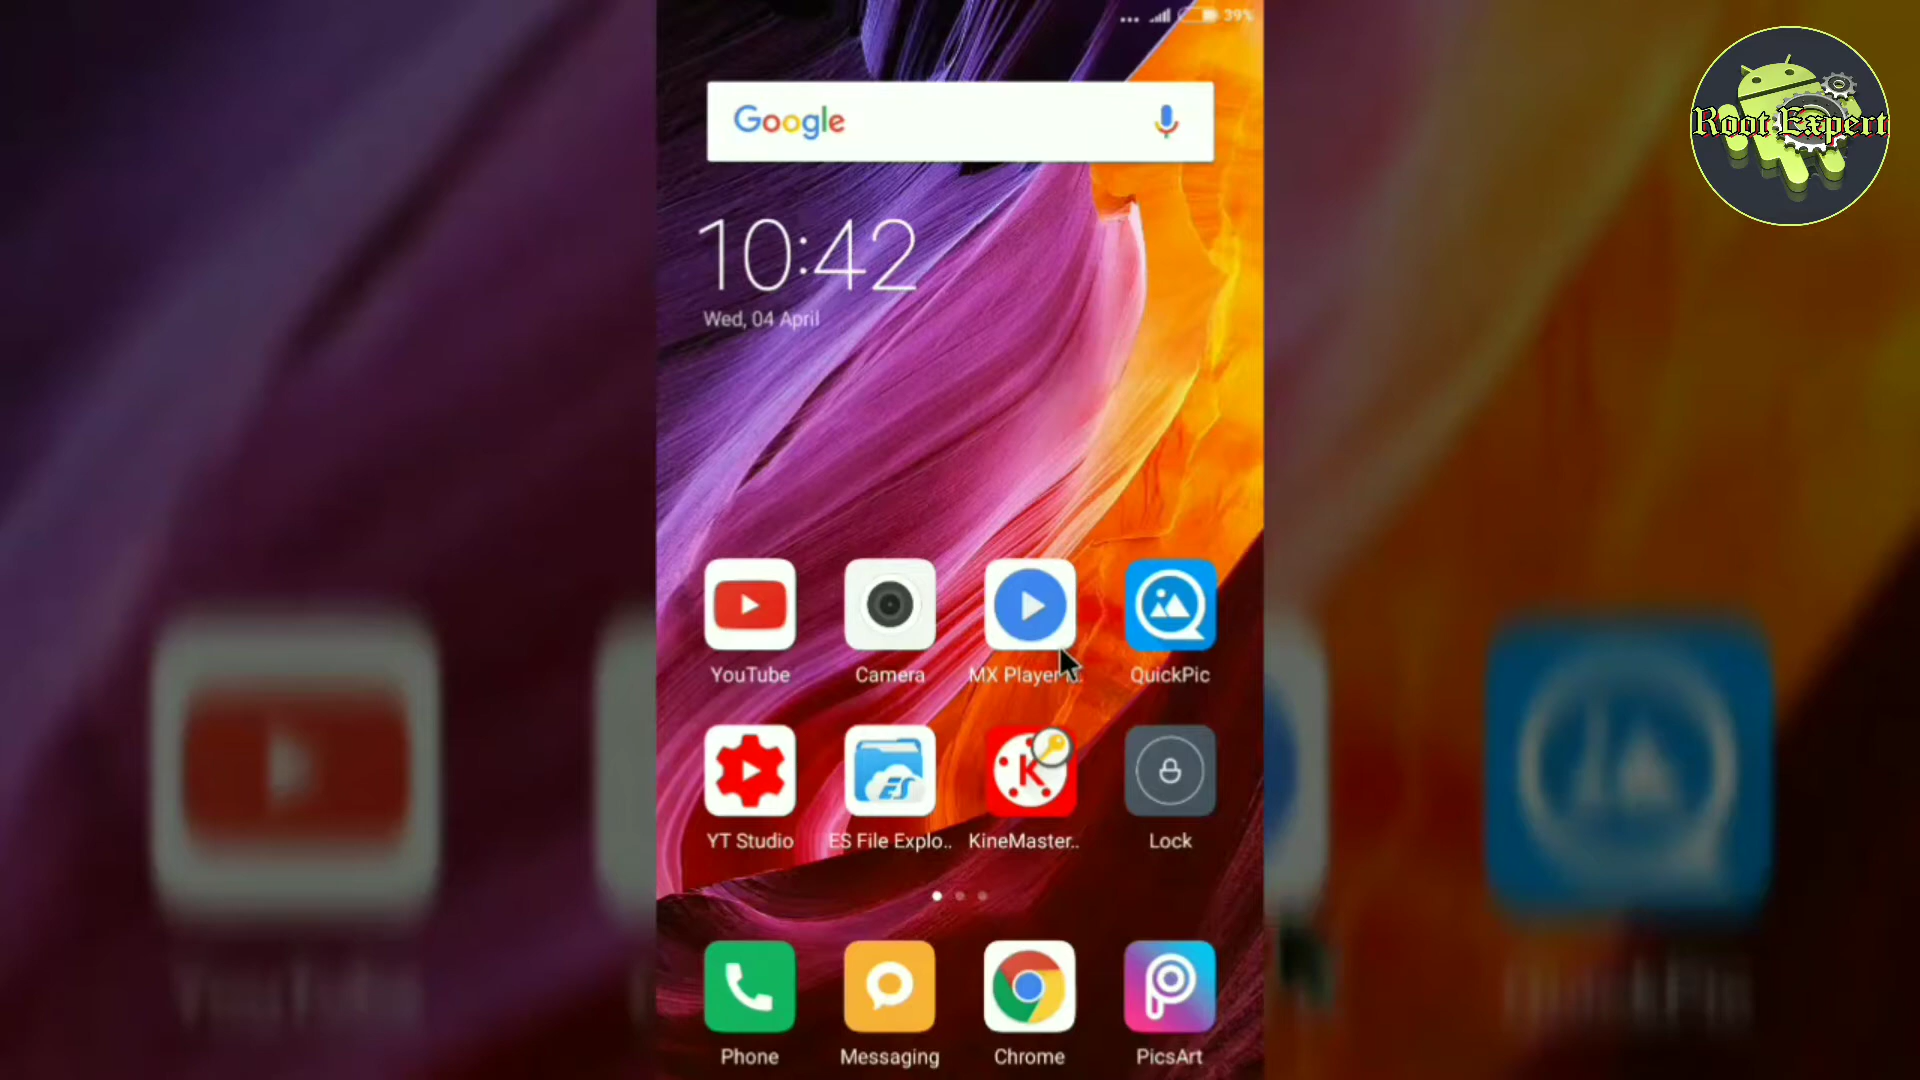 39%
Google
Root Expert
10:42
Wed, 04 April
YouTube
Camera
MX Player
QuickPic
YT Studio
ES File Explo..
KineMaster..
Lock
Phone
Messaging
Chrome
PicsArt